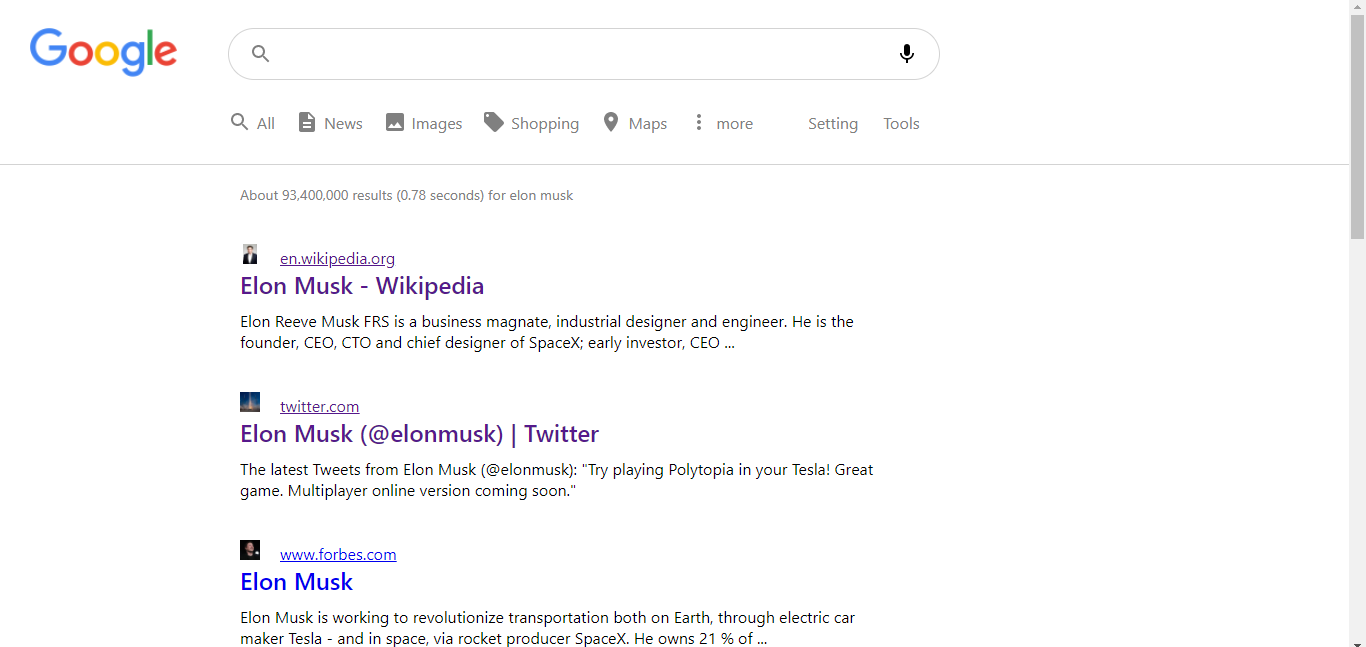 Google
All News Images Shopping Maps more Setting Tools
About 93,400,000 results (0.78 seconds) for elon musk
en.wikipedia.org
Elon Musk - Wikipedia
Elon Reeve Musk FRS is a business magnate, industrial designer and engineer. He is the
founder, CEO, CTO and chief designer of SpaceX; early investor, CEO ...
twitter.com
Elon Musk (@elonmusk) | Twitter
The latest Tweets from Elon Musk (@elonmusk): "Try playing Polytopia in your Tesla! Great
game. Multiplayer online version coming soon."
www.forbes.com
Elon Musk
Elon Musk is working to revolutionize transportation both on Earth, through electric car
maker Tesla - and in space, via rocket producer SpaceX. He owns 21 % of ...